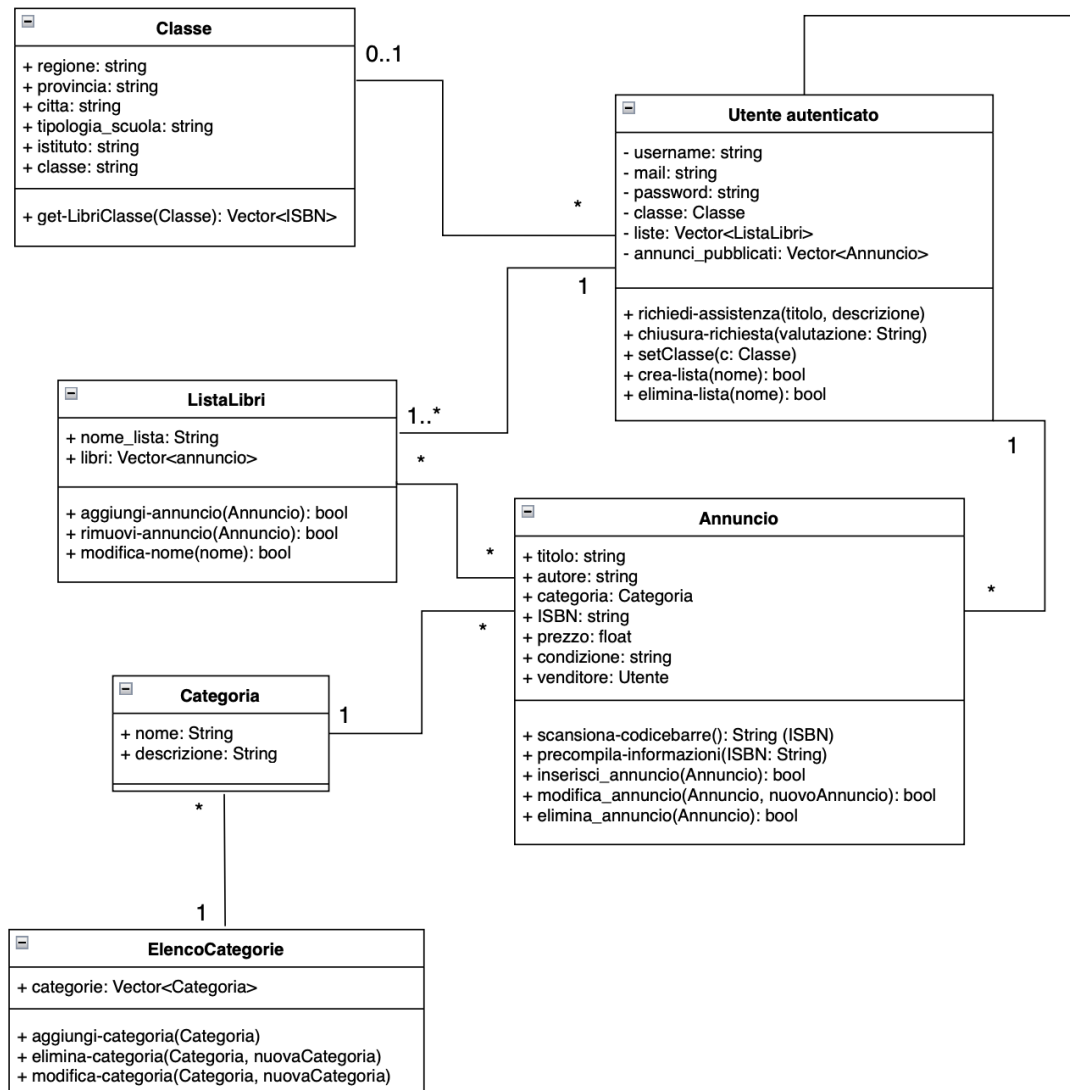 Classe
+ regione: string
+ provincia: string
+ citta: string
+ tipologia_scuola: string
+ istituto: string
+ classe: string
+ get-LibriClasse(Classe): Vector<ISBN>
0..1
*
Utente autenticato
- username: string
- mail: string
- password: string
- classe: Classe
- liste: Vector<ListaLibri>
- annunci_pubblicati: Vector<Annuncio>
+ richiedi-assistenza(titolo, descrizione)
+ chiusura-richiesta(valutazione: String)
+ setClasse(c: Classe)
+ crea-lista(nome): bool
+ elimina-lista(nome): bool
1
1..*
1
*
ListaLibri
+ nome_lista: String
+ libri: Vector<annuncio>
+ aggiungi-annuncio(Annuncio): bool
+ rimuovi-annuncio(Annuncio): bool
+ modifica-nome(nome): bool
*
*
Annuncio
+ titolo: string
+ autore: string
+ categoria: Categoria
+ ISBN: string
+ prezzo: float
+ condizione: string
+ venditore: Utente
+ scansiona-codicebarre(): String (ISBN)
+ precompila-informazioni(ISBN: String)
+ inserisci_annuncio(Annuncio): bool
+ modifica_annuncio(Annuncio, nuovoAnnuncio): bool
+ elimina_annuncio(Annuncio): bool
*
1
Categoria
+ nome: String
+ descrizione: String
*
1
ElencoCategorie
+ categorie: Vector<Categoria>
+ aggiungi-categoria(Categoria)
+ elimina-categoria(Categoria, nuovaCategoria)
+ modifica-categoria(Categoria, nuovaCategoria)